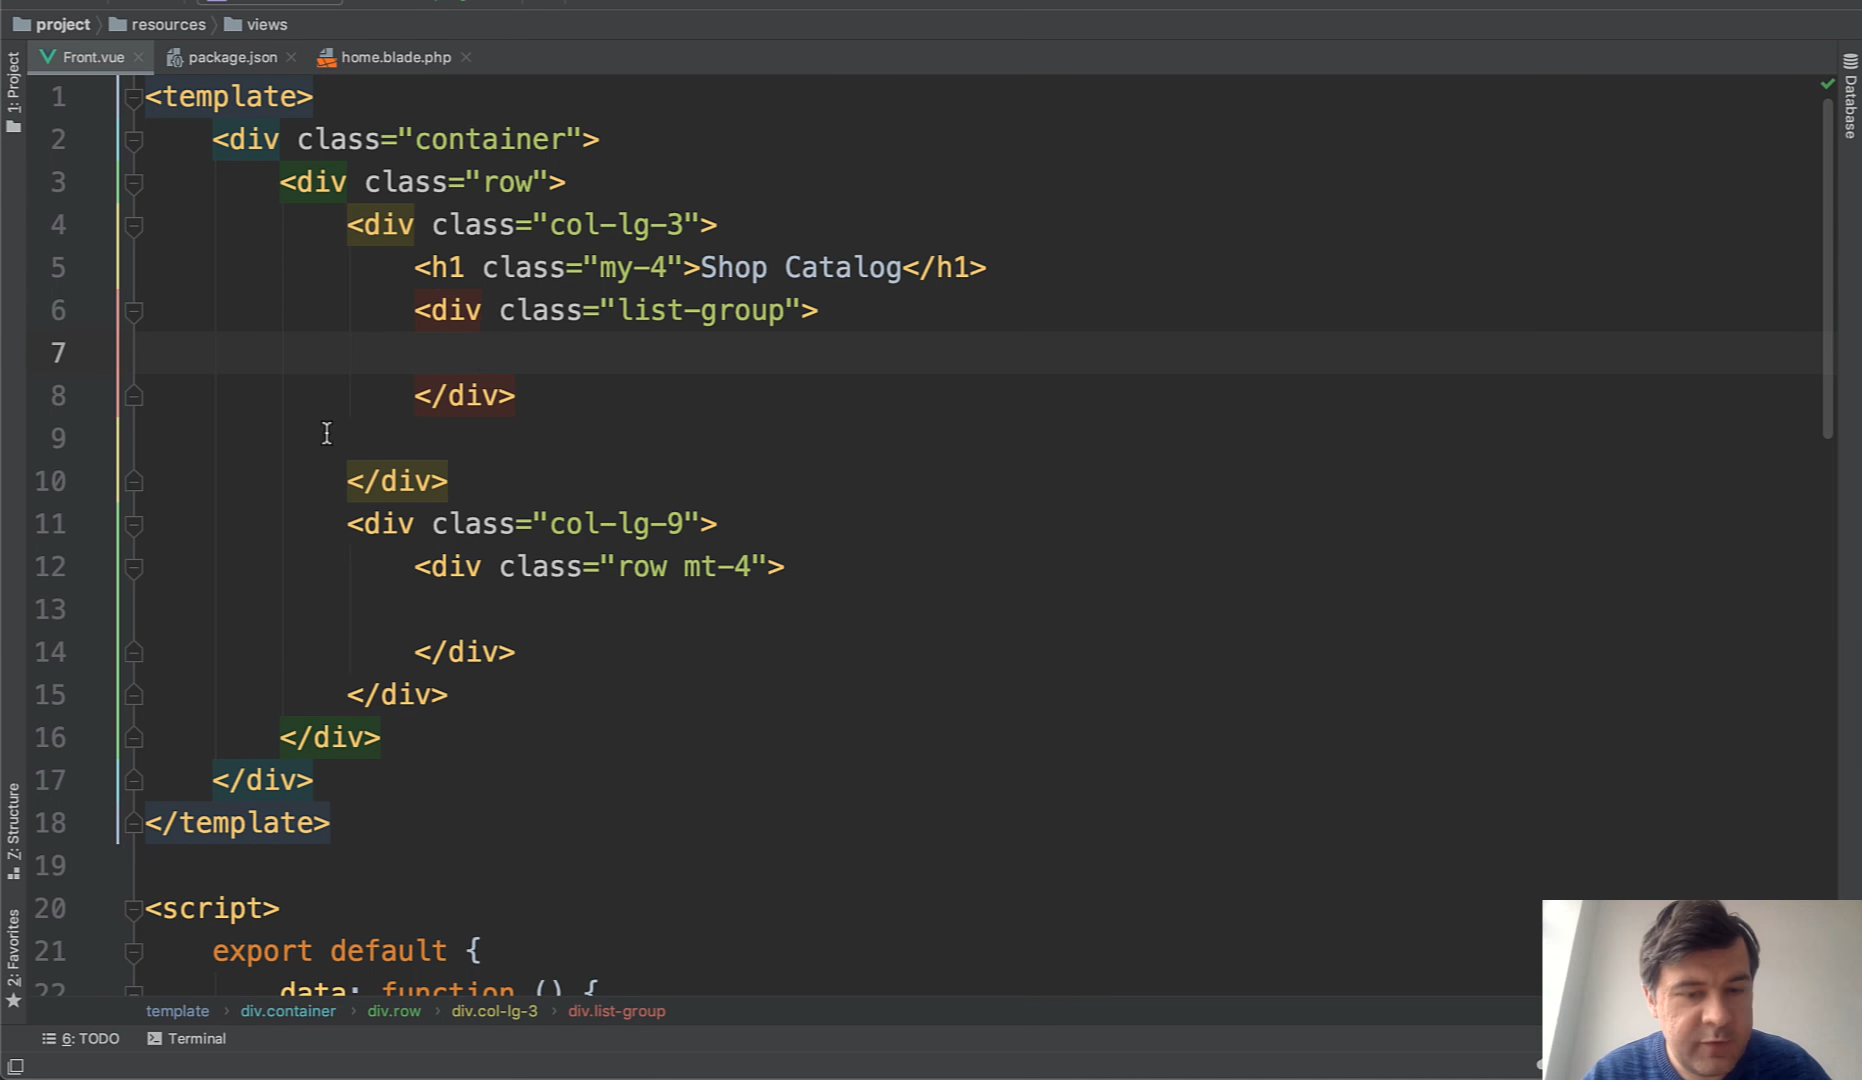 project resources views
Front.vue package.json home.blade.php
1: Project
Database
1 <template>
2 <div class="container">
3 <div class="row">
4 <div class="col-lg-3">
5 <h1 class="my-4">Shop Catalog</h1>
6 <div class="list-group">
7
8 </div>
9
10 </div>
11 <div class="col-lg-9">
12 <div class="row mt-4">
13
14 </div>
15 </div>
16 </div>
17 </div>
18 </template>
19
20 <script>
21 export default {
22 data: function () {
Z: Structure
2: Favorites
template › div.container › div.row › div.col-lg-3 › div.list-group
6: TODO Terminal